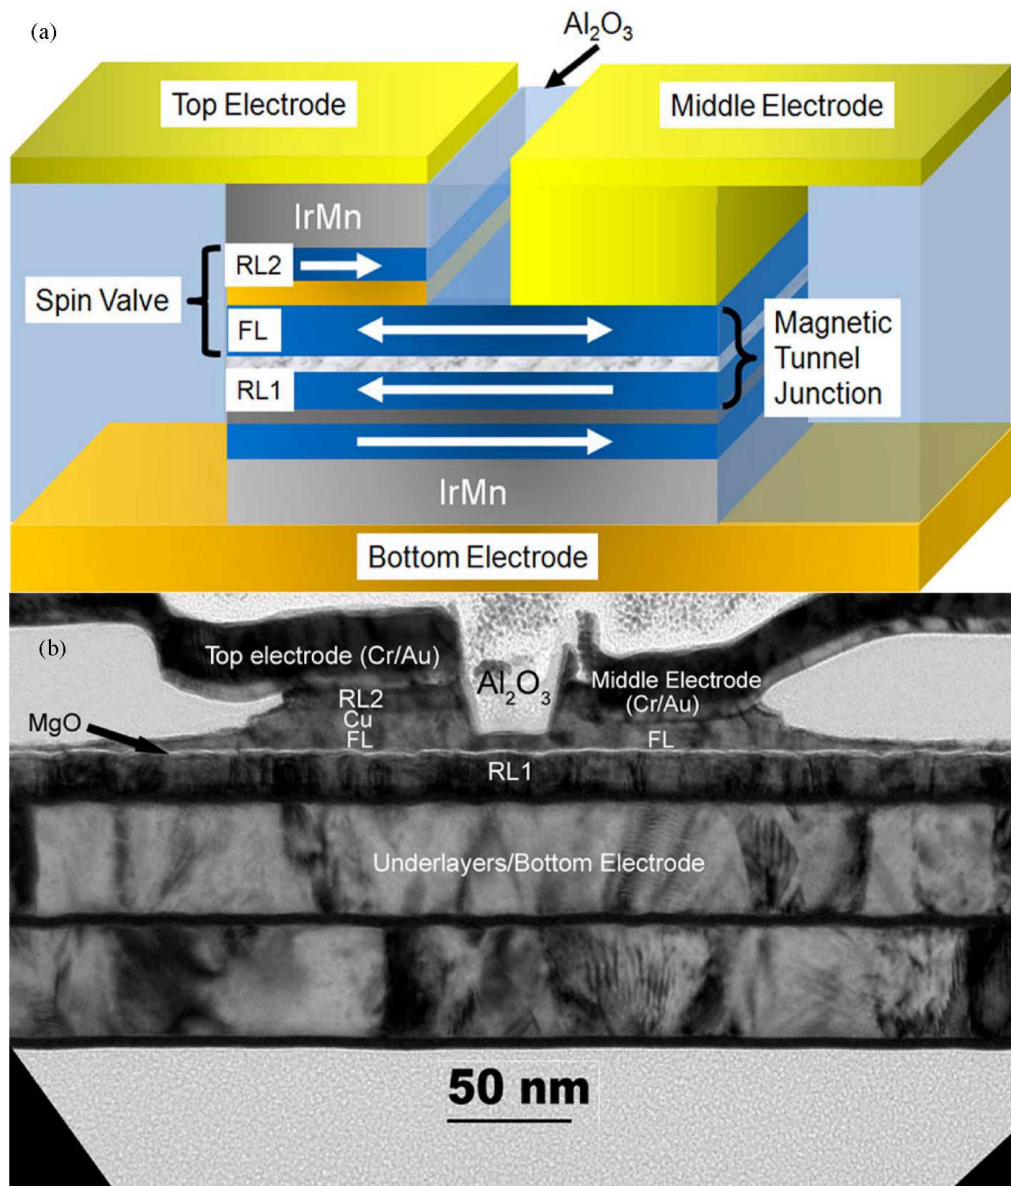 (a)
Al₂O₃
Top Electrode
Middle Electrode
IrMn
RL2
Spin Valve
FL
Magnetic
Tunnel
Junction
RL1
IrMn
Bottom Electrode
(b)
Top electrode (Cr/Au)
Al₂O₃
Middle Electrode
(Cr/Au)
RL2
MgO
Cu
FL
FL
RL1
Underlayers/Bottom Electrode
50 nm